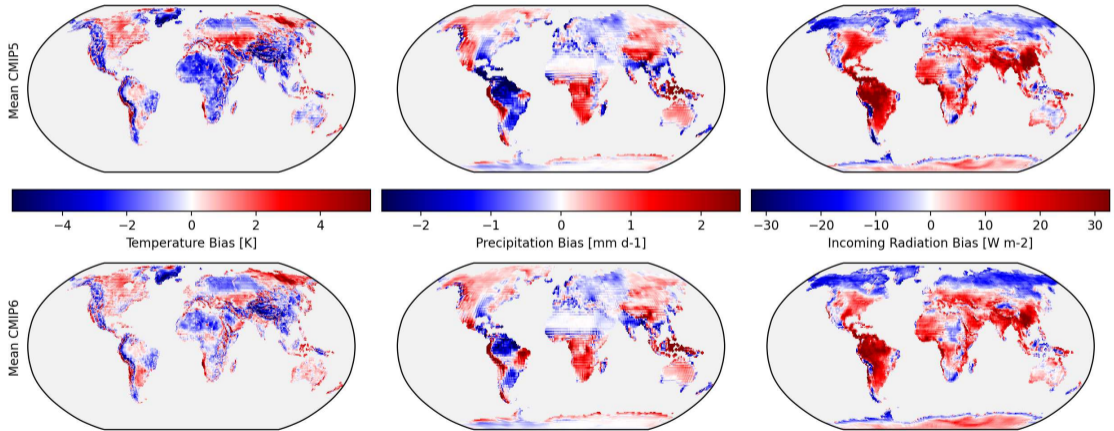 Mean CMIP5
−4 −2 0 2 4
Temperature Bias [K]
−2 −1 0 1 2
Precipitation Bias [mm d-1]
−30 −20 −10 0 10 20 30
Incoming Radiation Bias [W m-2]
Mean CMIP6